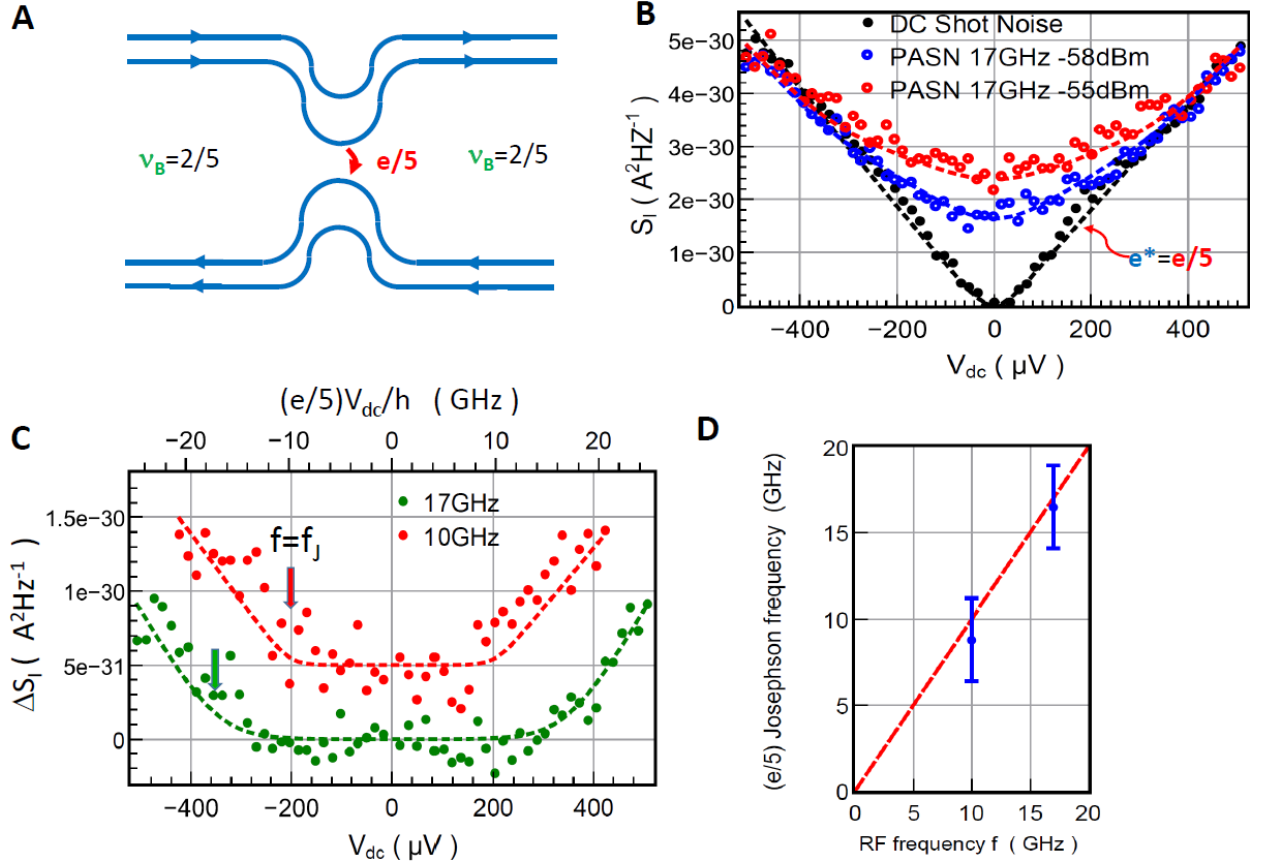 A
ν_B=2/5
e/5
ν_B=2/5
B
DC Shot Noise
PASN 17GHz -58dBm
PASN 17GHz -55dBm
5e−30
4e−30
3e−30
2e−30
1e−30
0
S_I ( A²HZ⁻¹ )
e*=e/5
−400
−200
0
200
400
V_dc ( µV )
C
(e/5)V_dc/h ( GHz )
−20
−10
0
10
20
17GHz
10GHz
f=f_J
1.5e−30
1e−30
5e−31
0
ΔS_I ( A²Hz⁻¹ )
−400
−200
0
200
400
V_dc ( µV )
D
20
15
10
5
0
(e/5) Josephson frequency (GHz)
0
5
10
15
20
RF frequency f ( GHz )